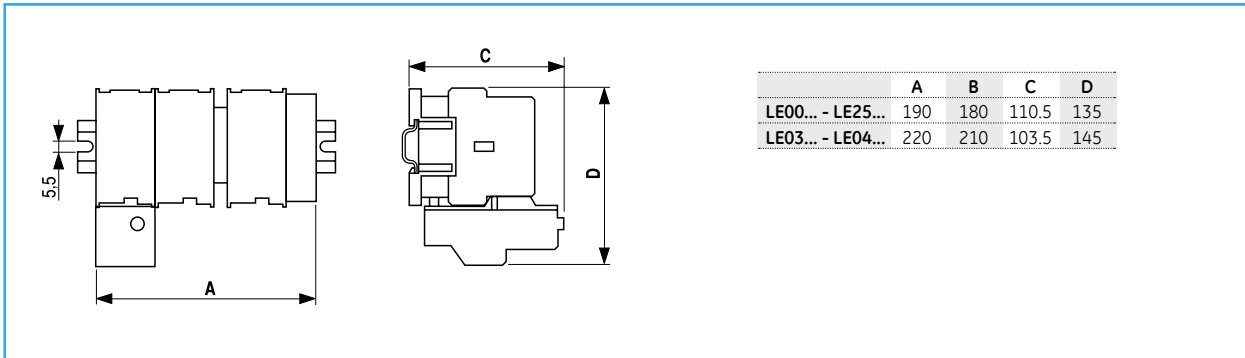 C
A B C D
LE00... - LE25... 190 180 110.5 135
LE03... - LE04... 220 210 103.5 145
D
5,5
A